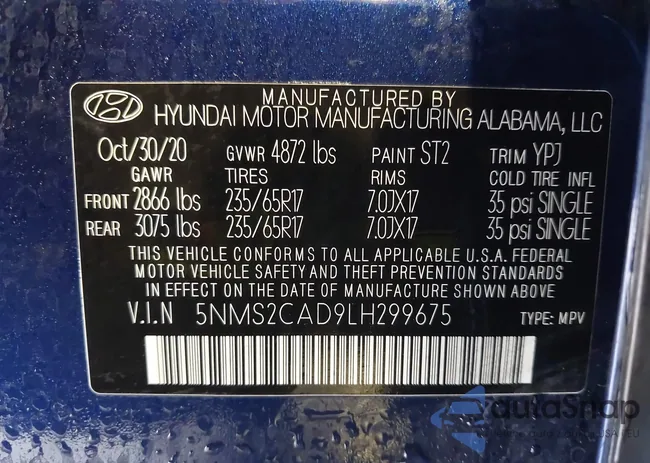 MANUFACTURED BY
HYUNDAI MOTOR MANUFACTURING ALABAMA, LLC
Oct/30/20 GVWR 4872 lbs PAINT ST2 TRIM YPJ
GAWR TIRES RIMS COLD TIRE INFL
FRONT 2866 lbs 235/65R17 7.0JX17 35 psi SINGLE
REAR 3075 lbs 235/65R17 7.0JX17 35 psi SINGLE
THIS VEHICLE CONFORMS TO ALL APPLICABLE U.S.A. FEDERAL
MOTOR VEHICLE SAFETY AND THEFT PREVENTION STANDARDS
IN EFFECT ON THE DATE OF MANUFACTURE SHOWN ABOVE.
V.I.N 5NMS2CAD9LH299675 TYPE: MPV
autoSnap